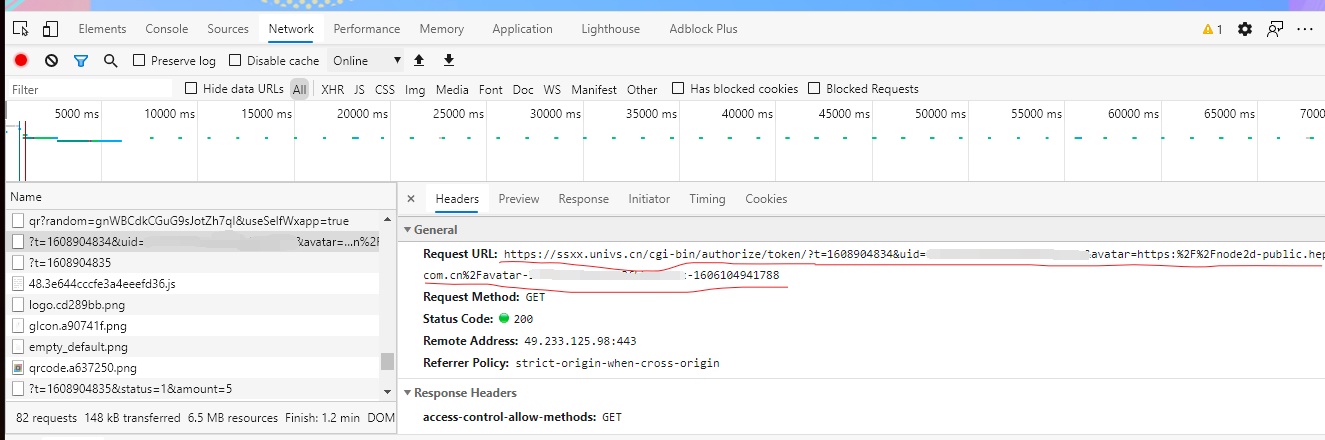 Elements Console Sources Network Performance Memory Application Lighthouse Adblock Plus 1
Preserve log Disable cache Online
Filter Hide data URLs All XHR JS CSS Img Media Font Doc WS Manifest Other Has blocked cookies Blocked Requests
5000 ms 10000 ms 15000 ms 20000 ms 25000 ms 30000 ms 35000 ms 40000 ms 45000 ms 50000 ms 55000 ms 60000 ms 65000 ms 7000
Name
qr?random=gnWBCdkCGuG9sJotZh7qI&useSelfWxapp=true
?t=1608904834&uid= &avatar=...n%2F
?t=1608904835
48.3e644cccfe3a4eeefd36.js
logo.cd289bb.png
gIcon.a90741f.png
empty_default.png
qrcode.a637250.png
?t=1608904835&status=1&amount=5
82 requests 148 kB transferred 6.5 MB resources Finish: 1.2 min DOM
× Headers Preview Response Initiator Timing Cookies
General
Request URL: https://ssxx.univs.cn/cgi-bin/authorize/token/?t=1608904834&uid= avatar=https:%2F%2Fnode2d-public.hep
com.cn%2Favatar- -1606104941788
Request Method: GET
Status Code: 200
Remote Address: 49.233.125.98:443
Referrer Policy: strict-origin-when-cross-origin
Response Headers
access-control-allow-methods: GET